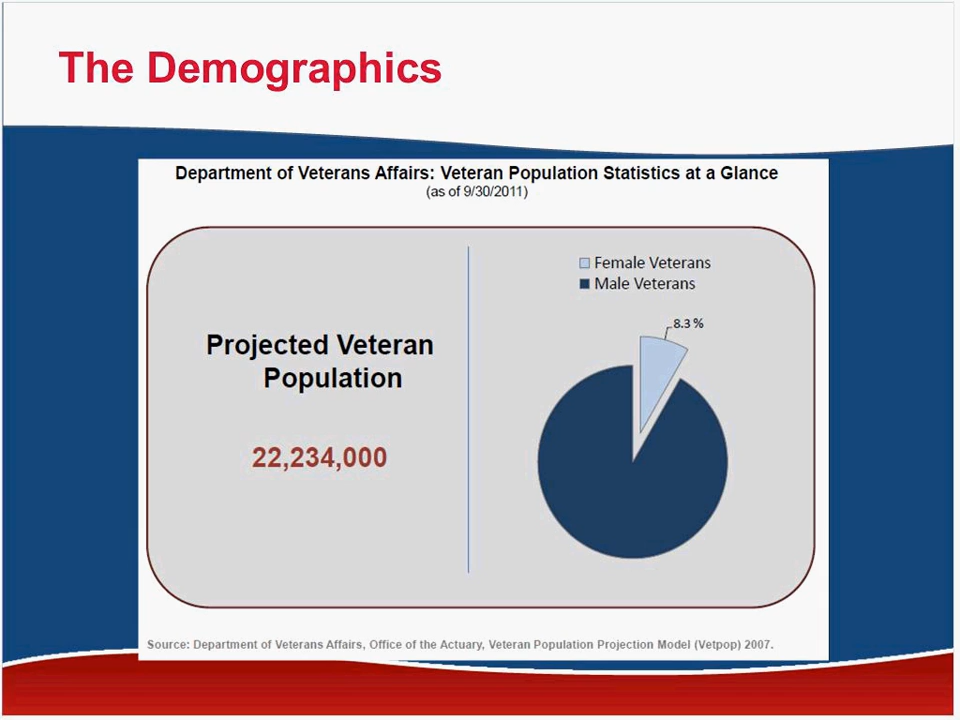 The Demographics
Department of Veterans Affairs: Veteran Population Statistics at a Glance
(as of 9/30/2011)
Projected Veteran
Population
22,234,000
Female Veterans
Male Veterans
8.3 %
Source: Department of Veterans Affairs, Office of the Actuary, Veteran Population Projection Model (Vetpop) 2007.